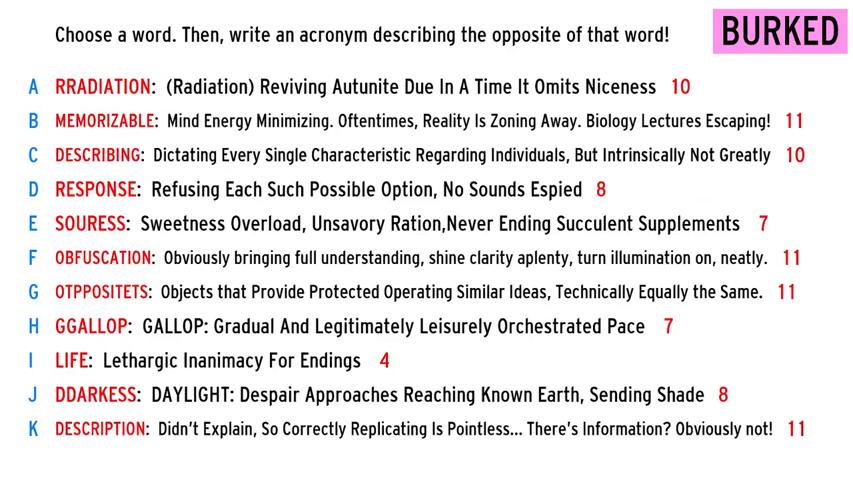 Choose a word. Then, write an acronym describing the opposite of that word!
BURKED
A RRADIATION: (Radiation) Reviving Autunite Due In A Time It Omits Niceness 10
B MEMORIZABLE: Mind Energy Minimizing. Oftentimes, Reality Is Zoning Away. Biology Lectures Escaping! 11
C DESCRIBING: Dictating Every Single Characteristic Regarding Individuals, But Intrinsically Not Greatly 10
D RESPONSE: Refusing Each Such Possible Option, No Sounds Espied 8
E SOURESS: Sweetness Overload, Unsavory Ration,Never Ending Succulent Supplements 7
F OBFUSCATION: Obviously bringing full understanding, shine clarity aplenty, turn illumination on, neatly. 11
G OTPPOSITETS: Objects that Provide Protected Operating Similar Ideas, Technically Equally the Same. 11
H GGALLOP: GALLOP: Gradual And Legitimately Leisurely Orchestrated Pace 7
I LIFE: Lethargic Inanimacy For Endings 4
J DDARKESS: DAYLIGHT: Despair Approaches Reaching Known Earth, Sending Shade 8
K DESCRIPTION: Didn't Explain, So Correctly Replicating Is Pointless... There's Information? Obviously not! 11